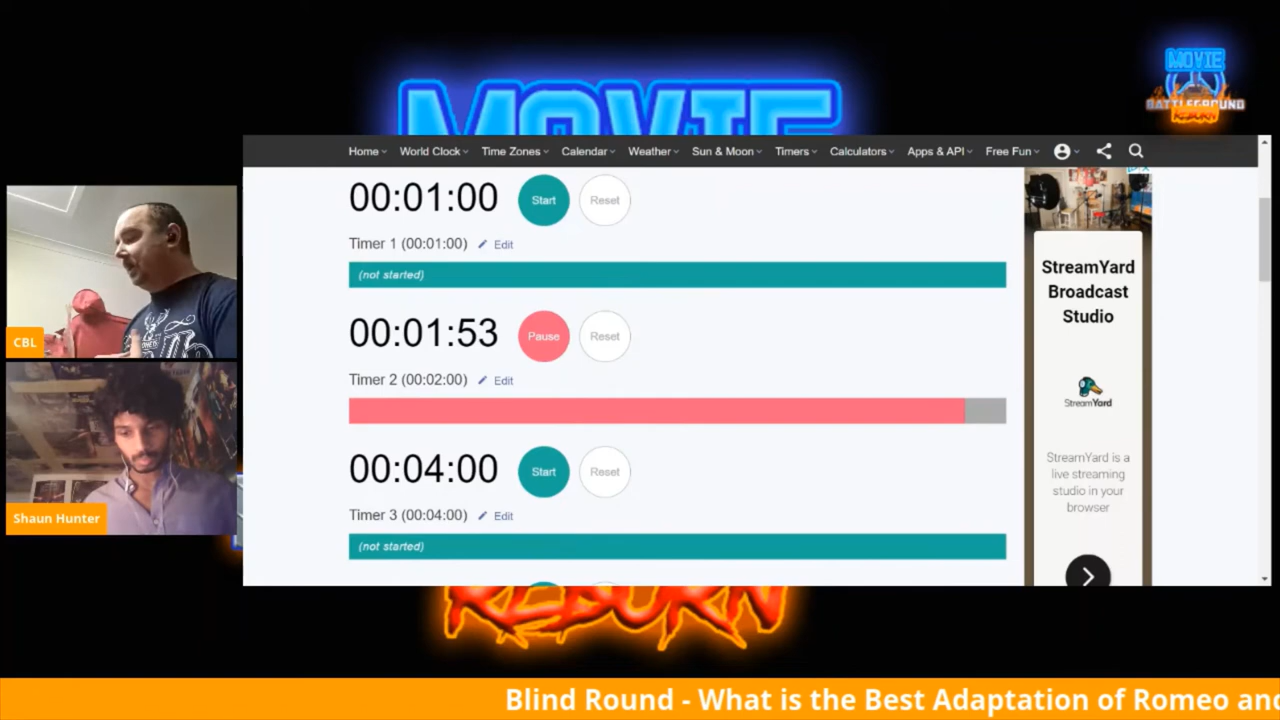 MOVIE
MOVIE
BATTLEGROUND
REBORN
Home World Clock Time Zones Calendar Weather Sun & Moon Timers Calculators Apps & API Free Fun
00:01:00 Start Reset
Timer 1 (00:01:00) Edit
(not started)
00:01:53 Pause Reset
Timer 2 (00:02:00) Edit
00:04:00 Start Reset
Timer 3 (00:04:00) Edit
(not started)
StreamYard
Broadcast
Studio
StreamYard
StreamYard is a
live streaming
studio in your
browser
CBL
Shaun Hunter
REBORN
Blind Round - What is the Best Adaptation of Romeo and